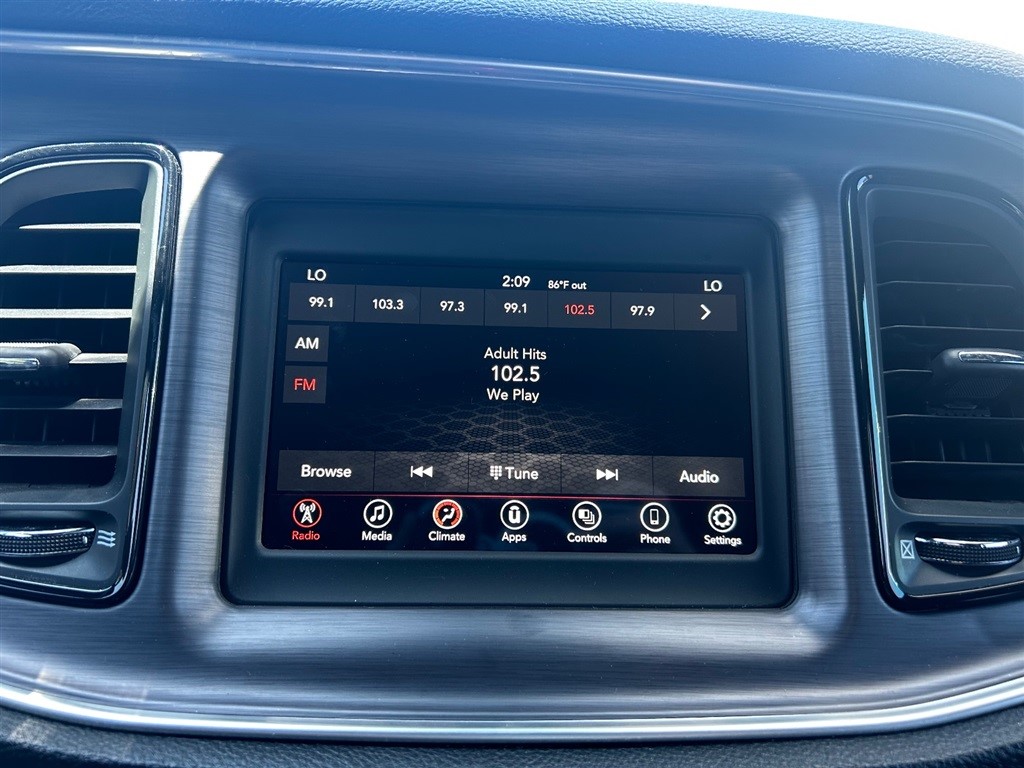 LO 2:09 86°F out LO
99.1 103.3 97.3 99.1 102.5 97.9
AM
FM
Adult Hits
102.5
We Play
Browse Tune Audio
Radio Media Climate Apps Controls Phone Settings